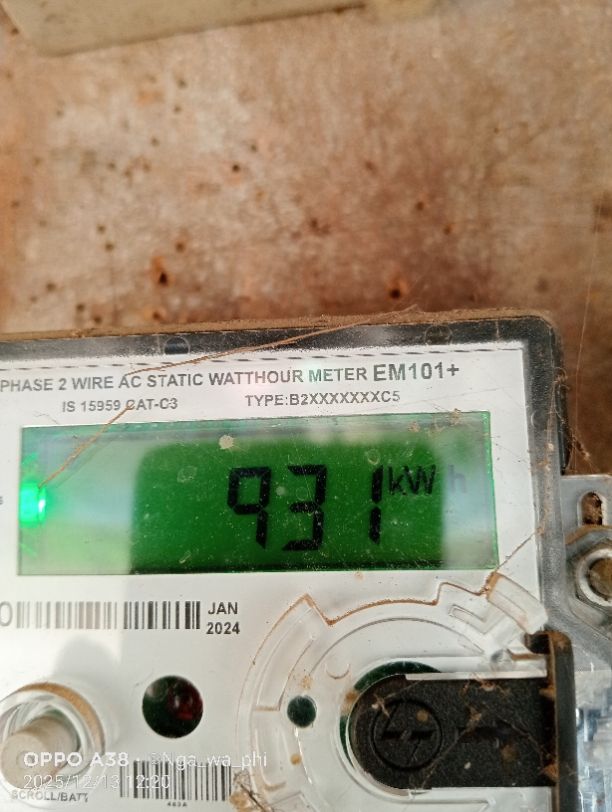 PHASE 2 WIRE AC STATIC WATTHOUR METER EM101+
IS 15959 CAT-C3 TYPE:B2XXXXXXXC5
931 kWh
JAN
2024
OPPO A38 · @Nga_wa_phi
2025/12/13 12:20
SCROLL/BATT